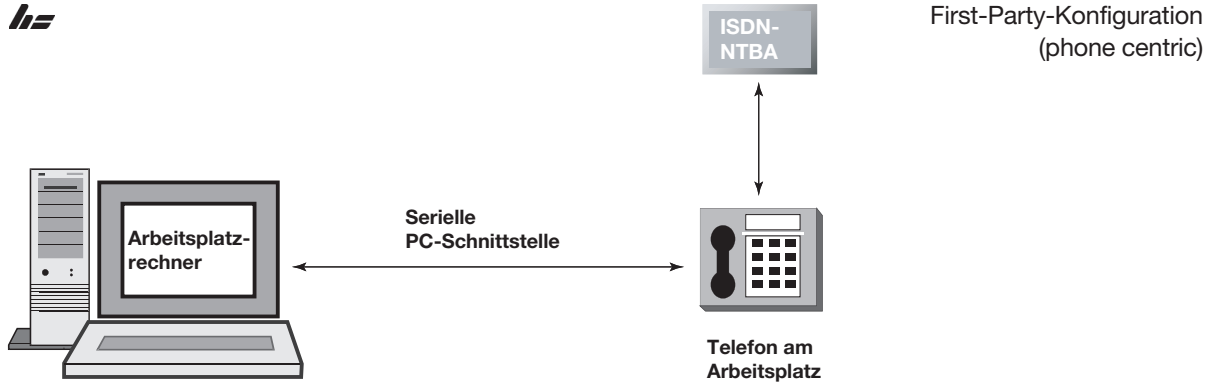 First-Party-Konfiguration
(phone centric)
ISDN-
NTBA
Arbeitsplatz-
rechner
Serielle
PC-Schnittstelle
Telefon am
Arbeitsplatz